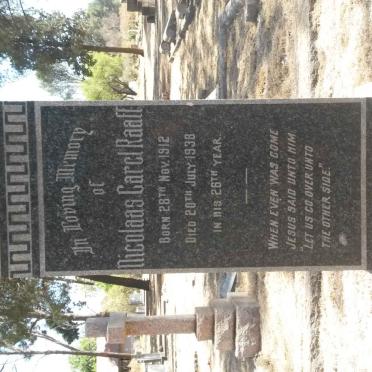 In Loving Memory
of
Nicolaas Carel Raaff
BORN 28TH NOV. 1912
DIED 20TH JULY. 1938
IN HIS 26TH YEAR.
WHEN EVEN WAS COME
JESUS SAID UNTO HIM
"LET US GO OVER UNTO
THE OTHER SIDE."